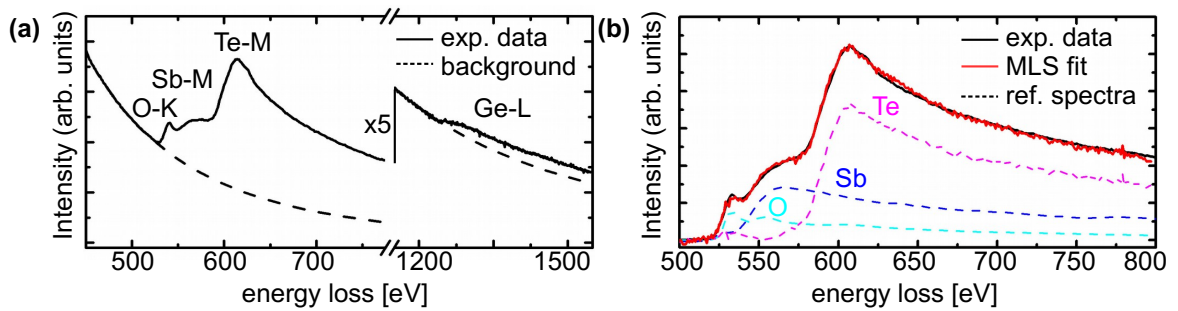 (a)
Intensity (arb. units)
O-K
Sb-M
Te-M
exp. data
background
x5
Ge-L
500 600 700 1200 1500
energy loss [eV]
(b)
Intensity (arb. units)
exp. data
MLS fit
ref. spectra
Te
Sb
O
500 550 600 650 700 750 800
energy loss [eV]